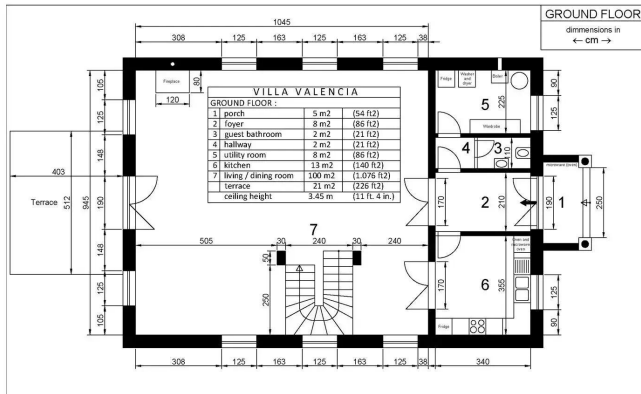 GROUND FLOOR
dimmensions in
← cm →
1045
308 125 163 125 163 125 38
Fireplace
80
120
VILLA VALENCIA
GROUND FLOOR :
1 porch 5 m2 (54 ft2)
2 foyer 8 m2 (86 ft2)
3 guest bathroom 2 m2 (21 ft2)
4 hallway 2 m2 (21 ft2)
5 utility room 8 m2 (86 ft2)
6 kitchen 13 m2 (140 ft2)
7 living / dining room 100 m2 (1.076 ft2)
terrace 21 m2 (226 ft2)
ceiling height 3.45 m (11 ft. 4 in.)
Fridge
Washer and dryer
Boiler
5
225
Wardrobe
90
125
105
125
148
190
148
125
105
945
403
512
Terrace
4
3
110
170
2
210
190
1
250
7
505 30 240 30 240
50
250
170
6
355
Fridge
125
90
308 125 163 125 163 125 38 340